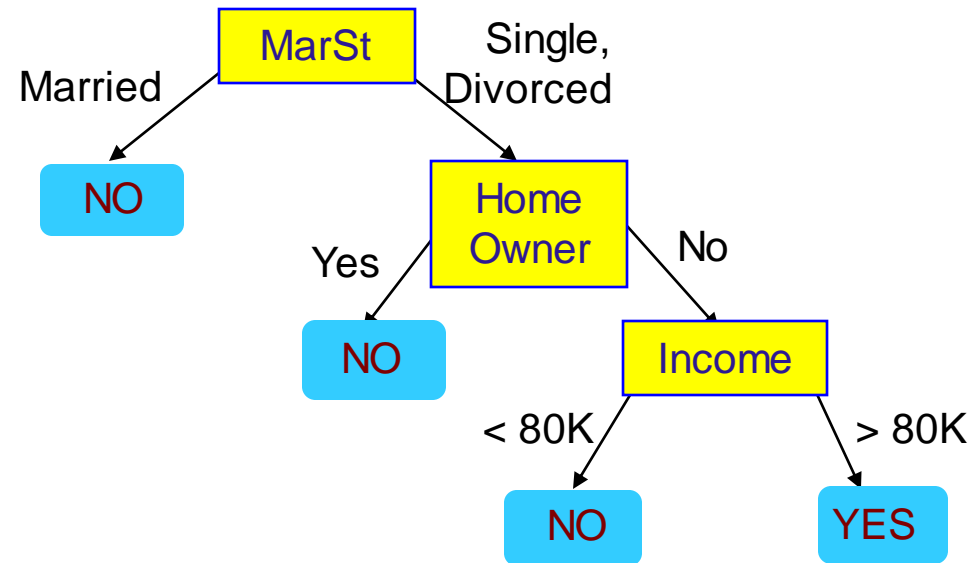 MarSt
Single,
Divorced
Married
NO
Home
Owner
Yes
No
NO
Income
< 80K
> 80K
NO
YES